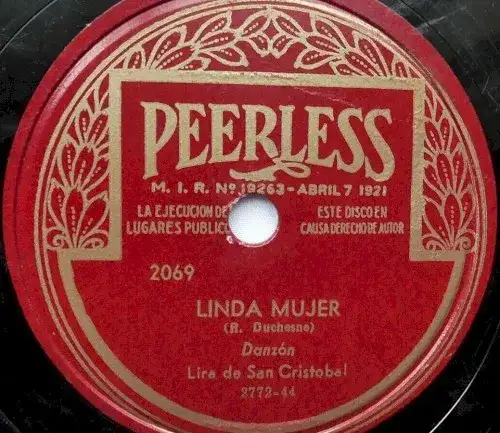 PEERLESS
M. I. R. No. 19263-ABRIL 7 1921
LA EJECUCION DE ESTE DISCO EN
LUGARES PUBLICO CAUSA DERECHO DE AUTOR
2069
LINDA MUJER
(R. Duchesne)
Danzón
Lira de San Cristobal
2772-44